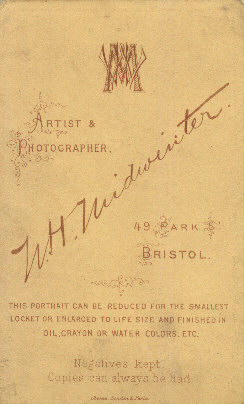 ARTIST &
PHOTOGRAPHER.
W.H. Midwinter.
49 PARK
BRISTOL.
THIS PORTRAIT CAN BE REDUCED FOR THE SMALLEST
LOCKET OR ENLARGED TO LIFE SIZE AND FINISHED IN
OIL, CRAYON OR WATER COLORS, ETC.
Negatives kept.
Copies can always be had